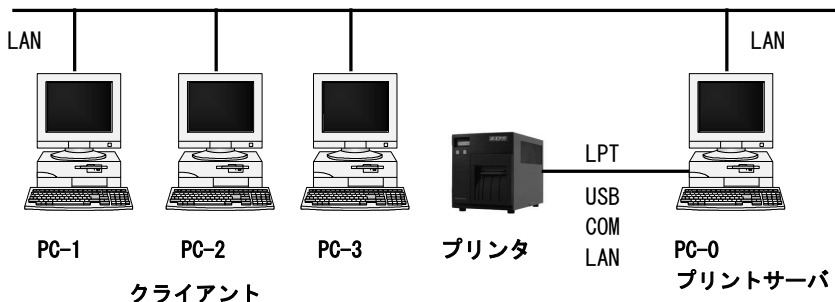 LAN
LAN
LPT
USB
COM
LAN
PC-1
PC-2
PC-3
プリンタ
PC-0
プリントサーバ
クライアント